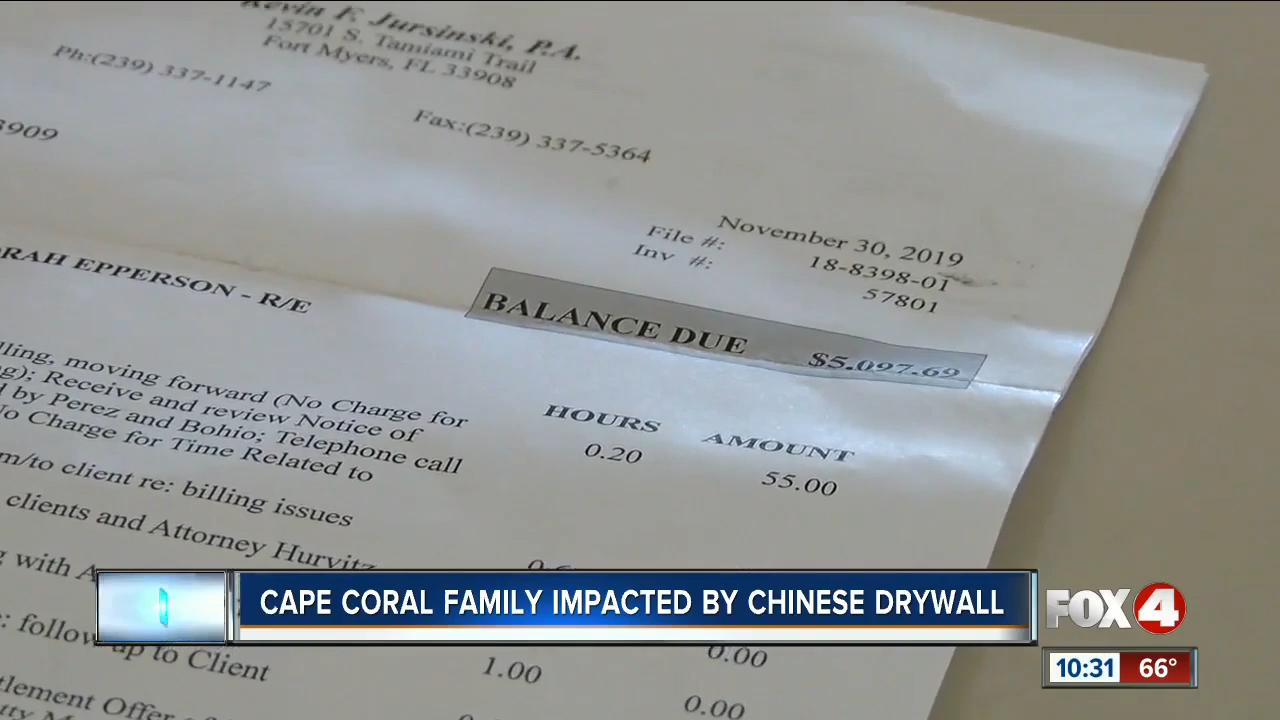 Kevin F. Jursinski, P.A.
15701 S. Tamiami Trail
Fort Myers, FL 33908
Ph:(239) 337-1147
Fax:(239) 337-5364
3909
November 30, 2019
File #: 18-8398-01
Inv #: 57801
RAH EPPERSON - R/E
BALANCE DUE $5,097.69
HOURS AMOUNT
lling, moving forward (No Charge for 0.20 55.00
g); Receive and review Notice of
d by Perez and Bohio; Telephone call
No Charge for Time Related to
m/to client re: billing issues
clients and Attorney Hurvitz
g with A
: follow up to Client 1.00 0.00
tlement Offer 0.00
CAPE CORAL FAMILY IMPACTED BY CHINESE DRYWALL
FOX 4
10:31 66°